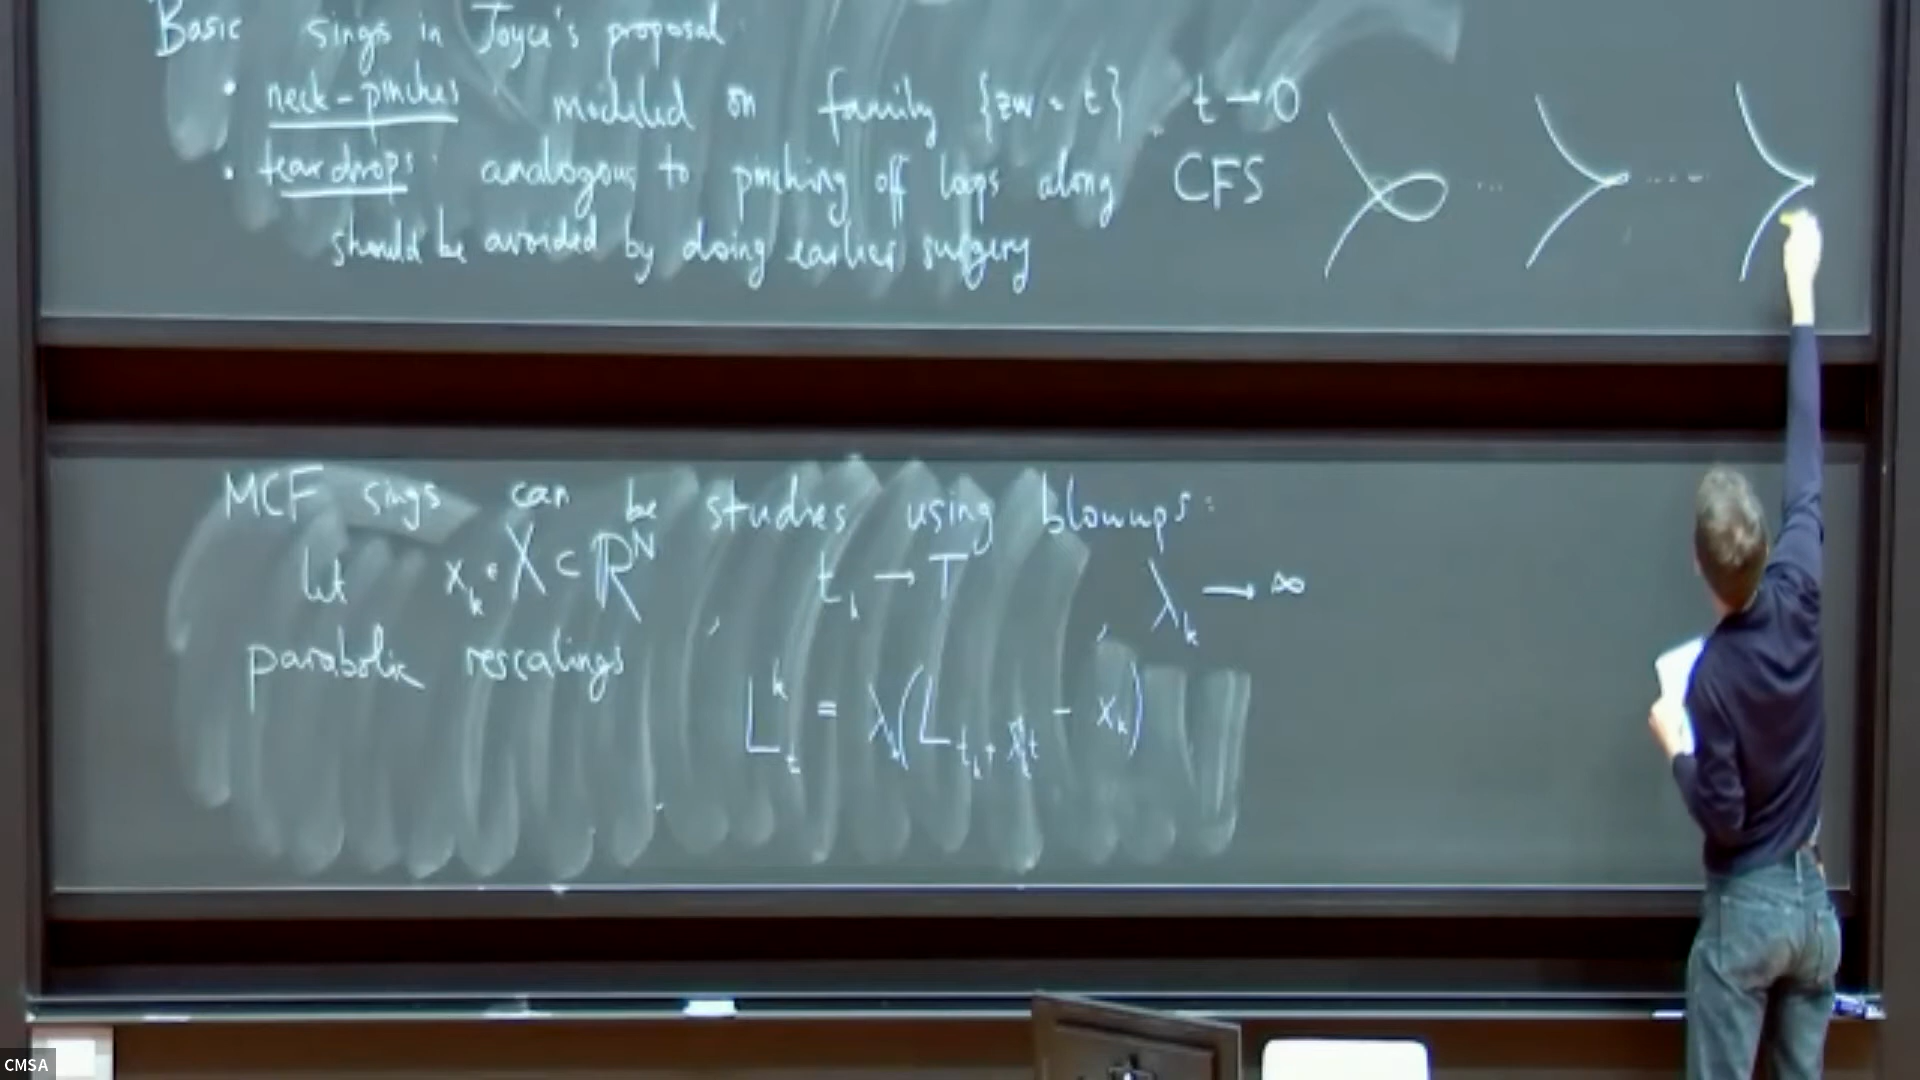 Basic sings in Joyce's proposal:
• neck-pinches modeled on family {zw = t}, t → 0
• teardrops: analogous to pinching off loops along CFS
should be avoided by doing earlier surgery
MCF sings can be studies using blowups:
let x_k ∈ X ⊂ ℝ^N, t_k → T, λ_k → ∞
parabolic rescalings
L_t^k = λ_k(L_{t_k + λ_k^{-2}t} - x_k)
CMSA